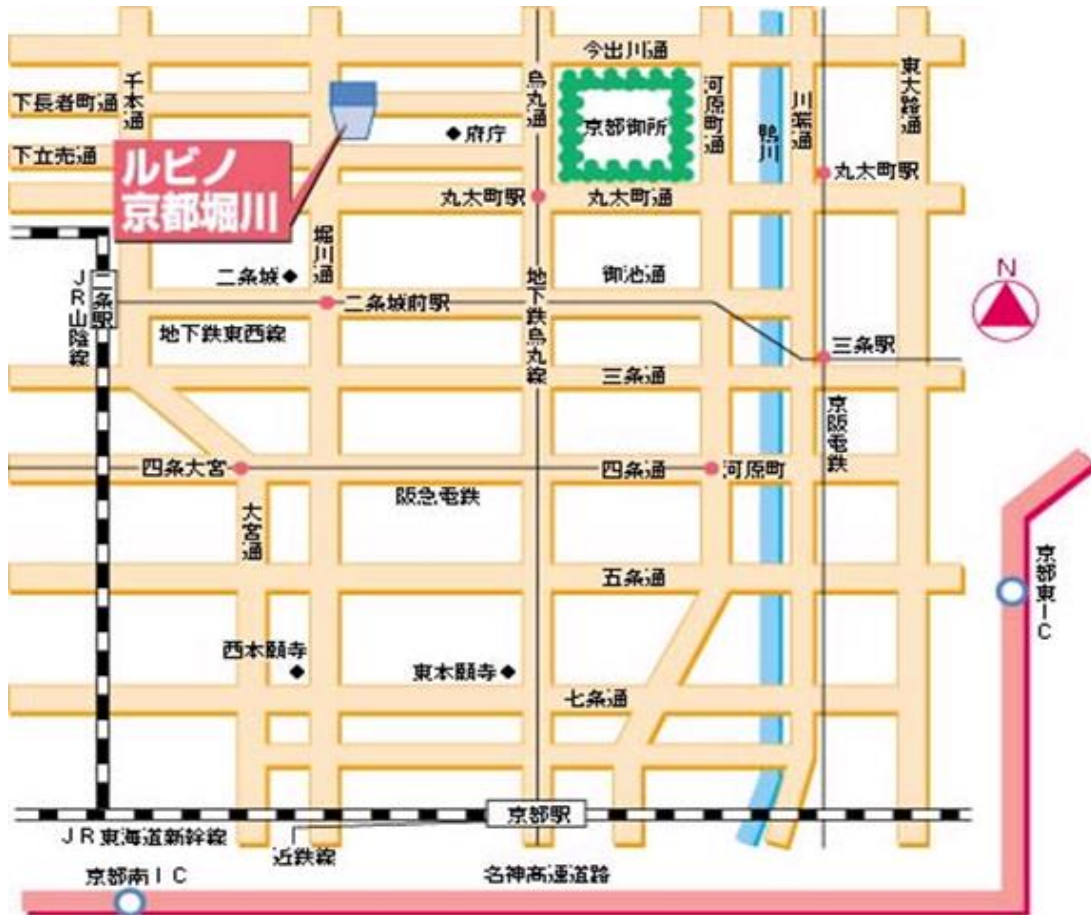 今出川通
千本通
烏丸通
河原町通
川端通
東大路通
下長者町通
府庁
京都御所
鴨川
下立売通
ルビノ
京都堀川
丸太町駅
丸太町駅
丸太町通
堀川通
二条城
御池通
N
二条駅
JR山陰線
二条城前駅
地下鉄烏丸線
地下鉄東西線
三条駅
三条通
京阪電鉄
四条大宮
四条通
河原町
阪急電鉄
大宮通
五条通
京都東IC
西本願寺
東本願寺
七条通
京都駅
JR東海道新幹線
近鉄線
京都南IC
名神高速道路